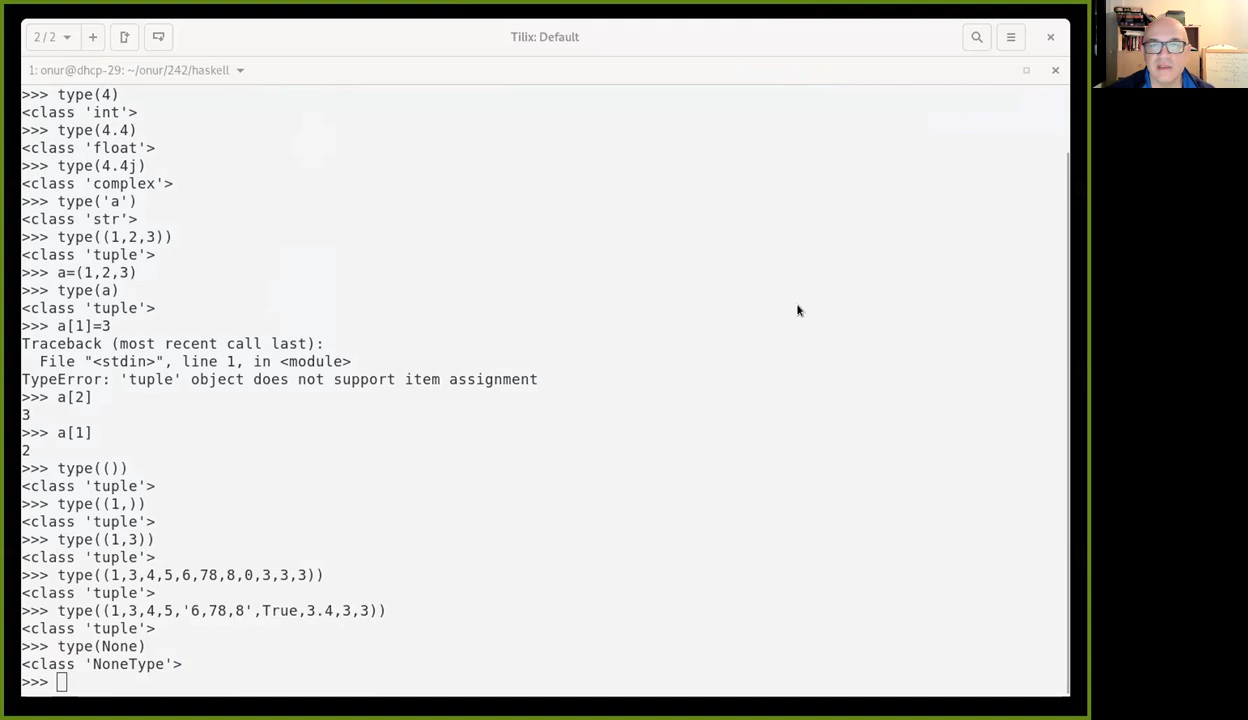 2/2
Tilix: Default
1: onur@dhcp-29: ~/onur/242/haskell
>>> type(4)
<class 'int'>
>>> type(4.4)
<class 'float'>
>>> type(4.4j)
<class 'complex'>
>>> type('a')
<class 'str'>
>>> type((1,2,3))
<class 'tuple'>
>>> a=(1,2,3)
>>> type(a)
<class 'tuple'>
>>> a[1]=3
Traceback (most recent call last):
  File "<stdin>", line 1, in <module>
TypeError: 'tuple' object does not support item assignment
>>> a[2]
3
>>> a[1]
2
>>> type(())
<class 'tuple'>
>>> type((1,))
<class 'tuple'>
>>> type((1,3))
<class 'tuple'>
>>> type((1,3,4,5,6,78,8,0,3,3,3))
<class 'tuple'>
>>> type((1,3,4,5,'6,78,8',True,3.4,3,3))
<class 'tuple'>
>>> type(None)
<class 'NoneType'>
>>>